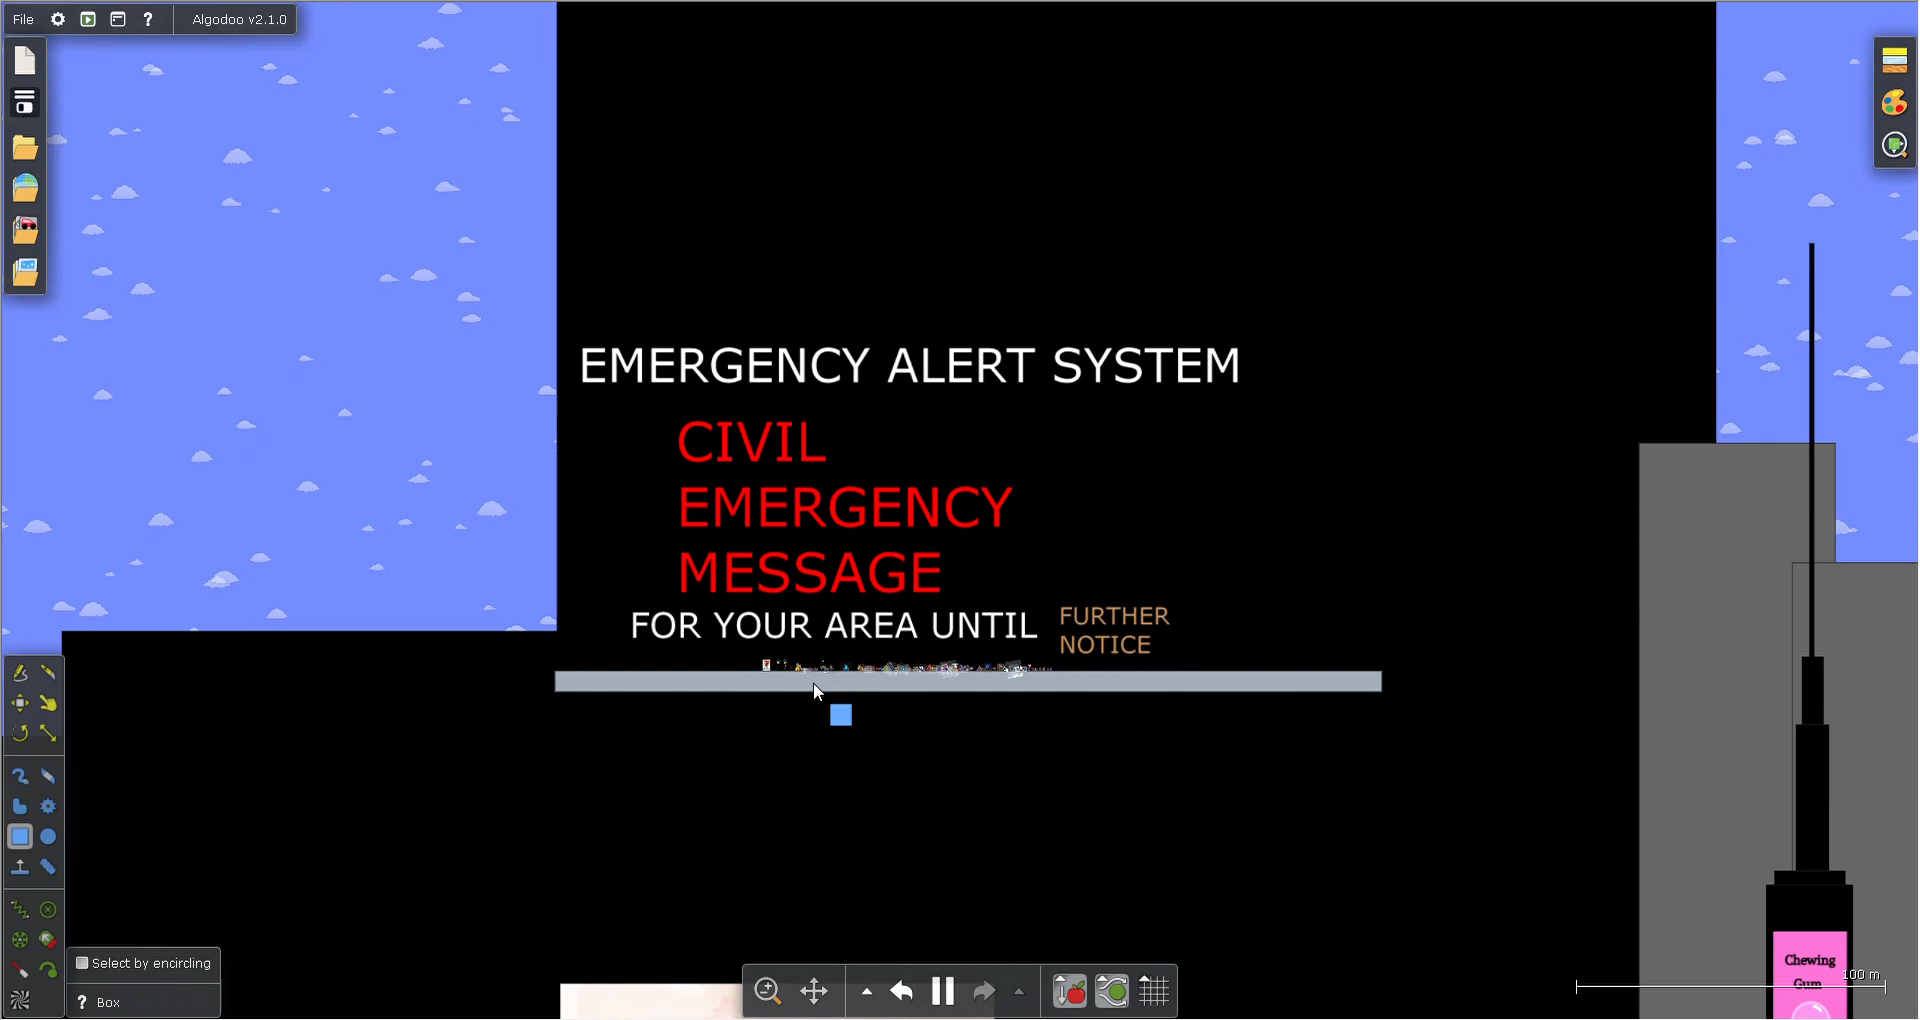 File
Algodoo v2.1.0
EMERGENCY ALERT SYSTEM
CIVIL
EMERGENCY
MESSAGE
FOR YOUR AREA UNTIL
FURTHER
NOTICE
Select by encircling
? Box
Chewing
Gum
100 m